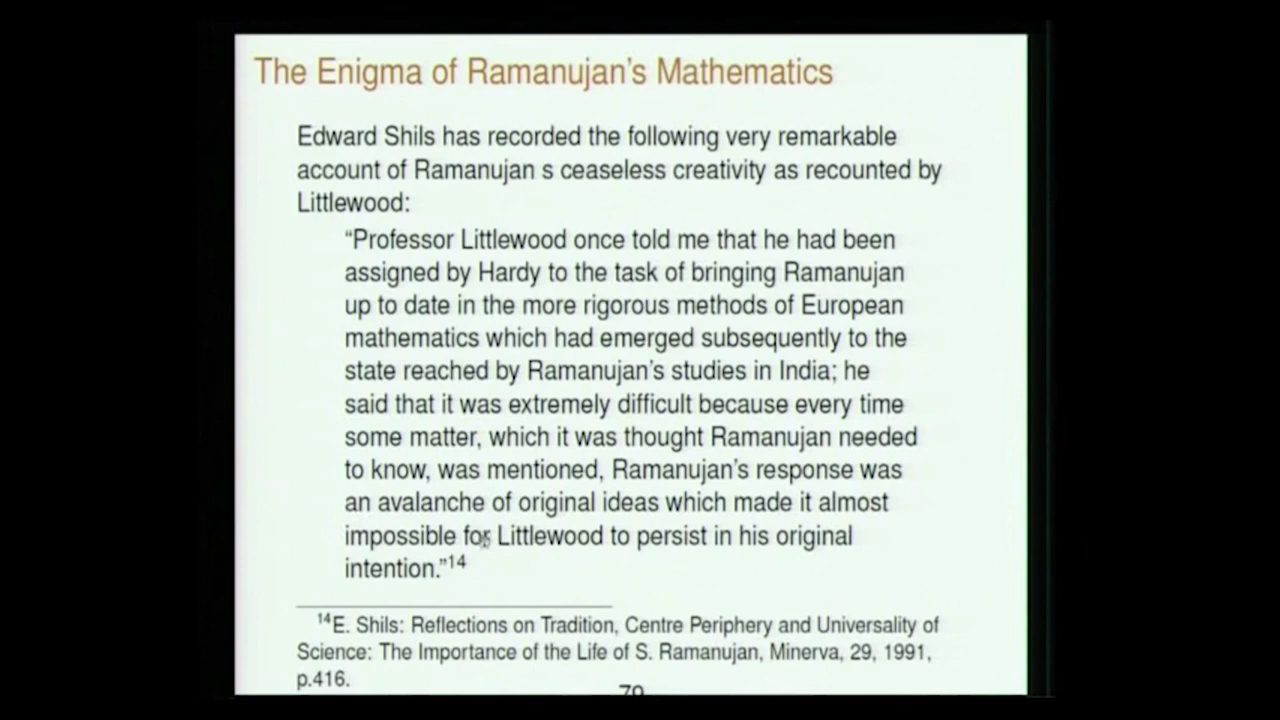 The Enigma of Ramanujan's Mathematics
Edward Shils has recorded the following very remarkable
account of Ramanujan s ceaseless creativity as recounted by
Littlewood:
“Professor Littlewood once told me that he had been
assigned by Hardy to the task of bringing Ramanujan
up to date in the more rigorous methods of European
mathematics which had emerged subsequently to the
state reached by Ramanujan's studies in India; he
said that it was extremely difficult because every time
some matter, which it was thought Ramanujan needed
to know, was mentioned, Ramanujan's response was
an avalanche of original ideas which made it almost
impossible for Littlewood to persist in his original
intention.”14
14E. Shils: Reflections on Tradition, Centre Periphery and Universality of
Science: The Importance of the Life of S. Ramanujan, Minerva, 29, 1991,
p.416.